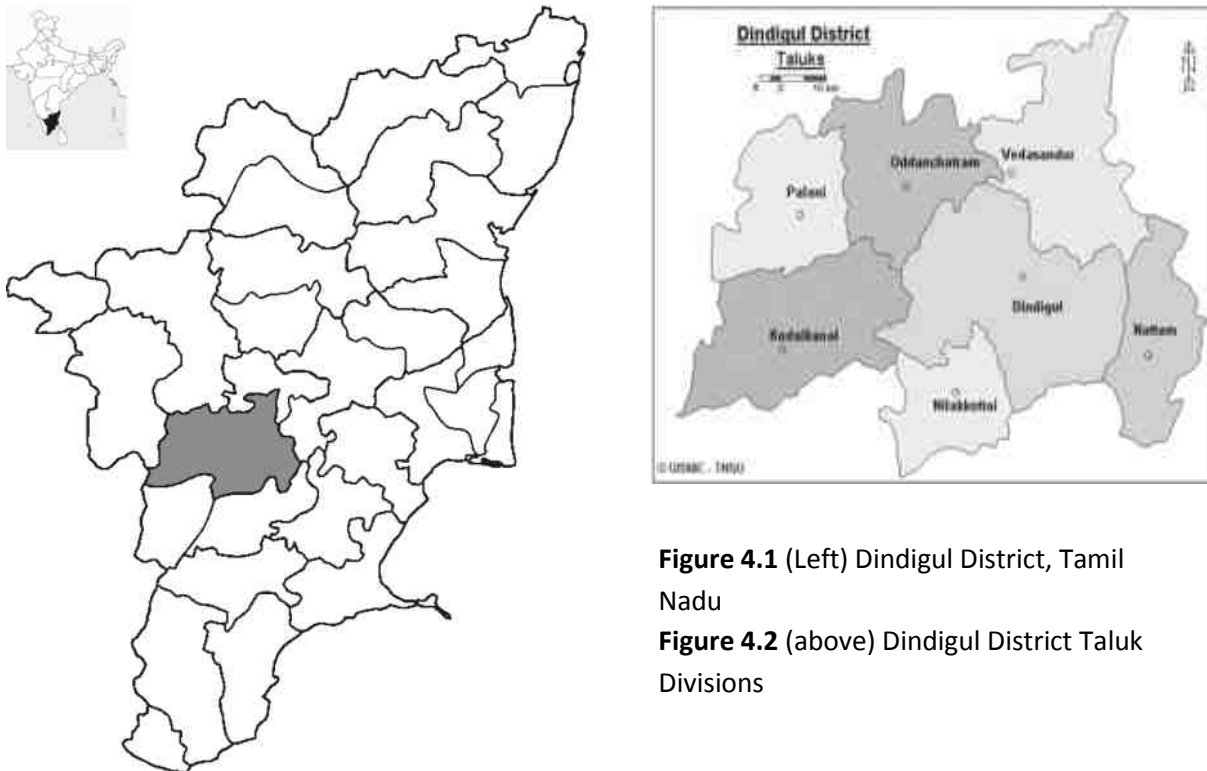 Dindigul District
Taluks
Oddanchatram
Vedasandur
Palani
Dindigul
Kodaikanal
Nattam
Nilakkottai
Figure 4.1 (Left) Dindigul District, Tamil
Nadu
Figure 4.2 (above) Dindigul District Taluk
Divisions